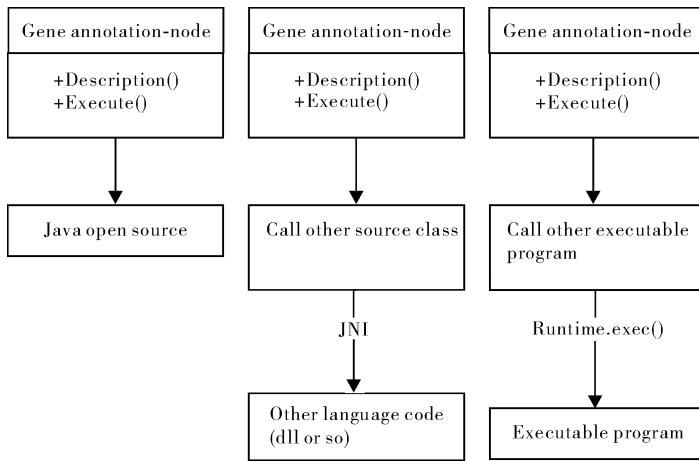 Gene annotation-node
+Description()
+Execute()
Java open source
Gene annotation-node
+Description()
+Execute()
Call other source class
JNI
Other language code
(dll or so)
Gene annotation-node
+Description()
+Execute()
Call other executable
program
Runtime.exec()
Executable program